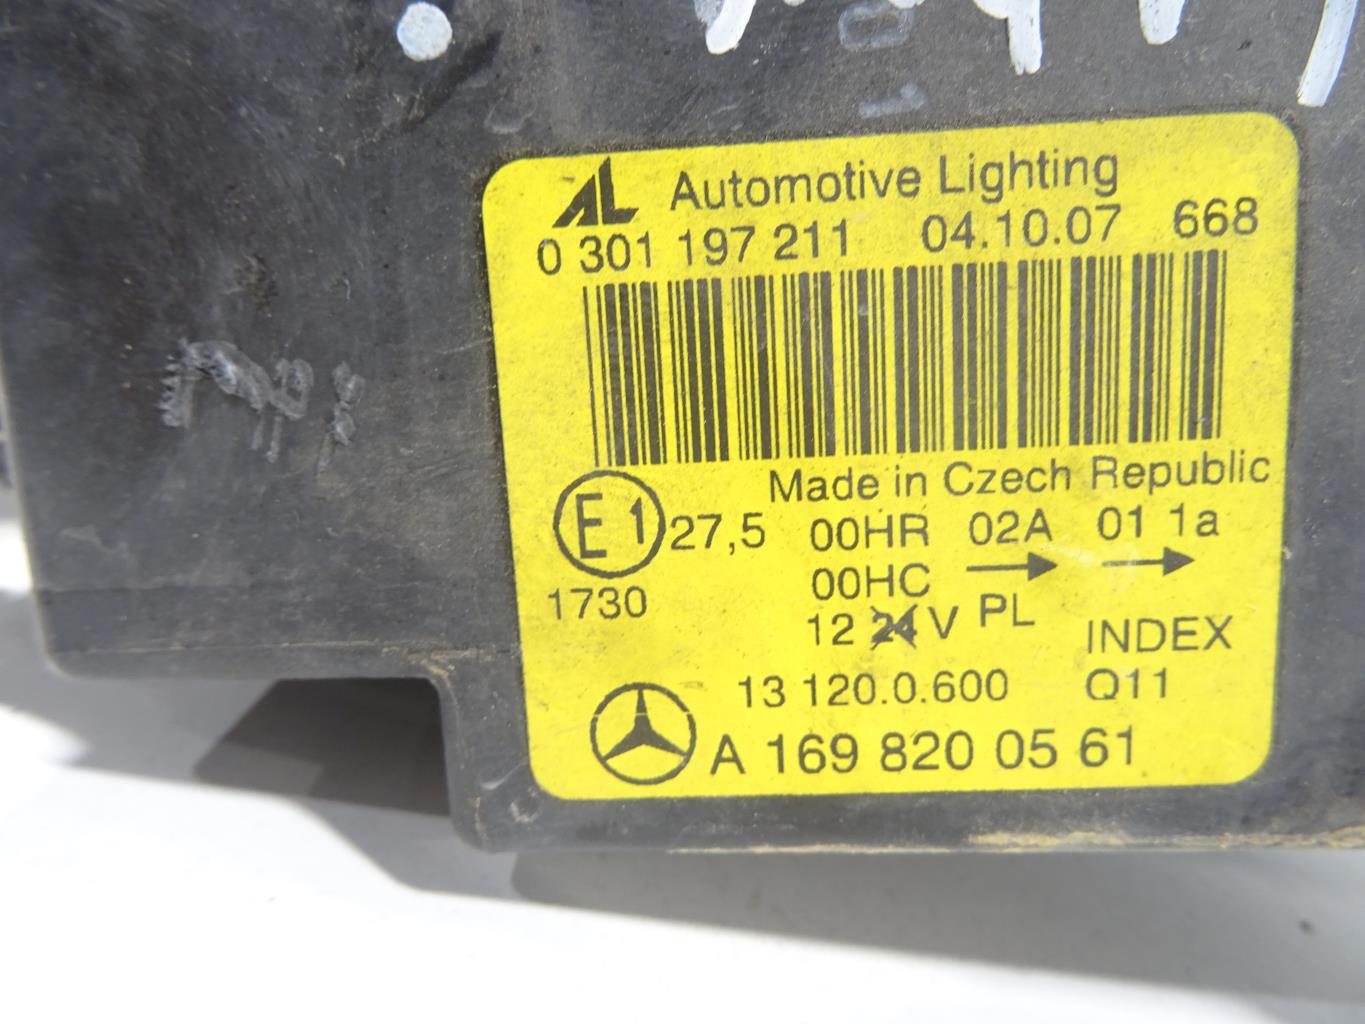 AL Automotive Lighting
0 301 197 211 04.10.07 668
Made in Czech Republic
E1 27,5 00HR 02A 01 1a
00HC → →
1730 12 24 V PL INDEX
13 120.0.600 Q11
A 169 820 05 61